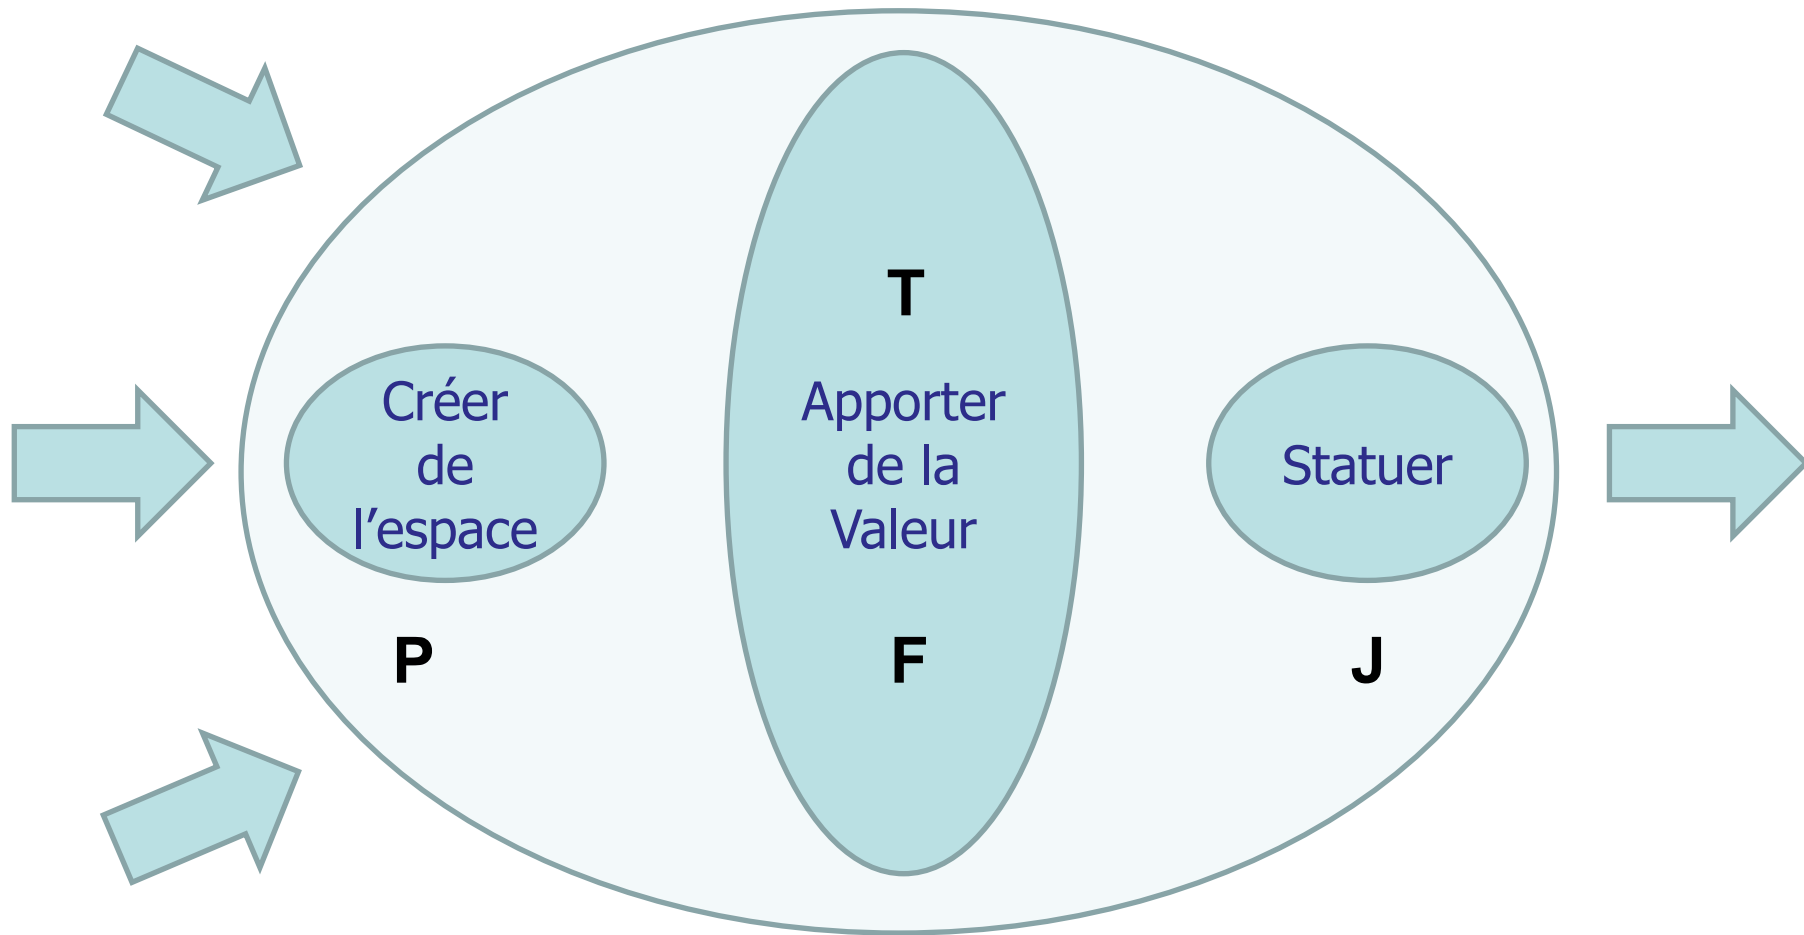 Créer
de
l’espace
P
T
Apporter
de la
Valeur
F
Statuer
J